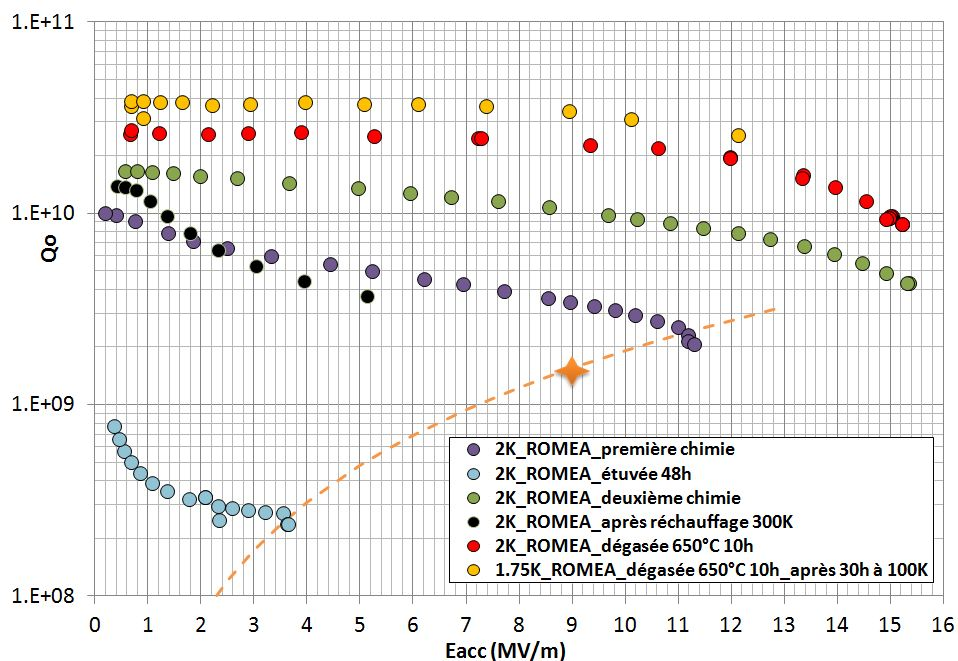 1.E+11
1.E+10
1.E+09
1.E+08
Qo
2K_ROMEA_première chimie
2K_ROMEA_étuvée 48h
2K_ROMEA_deuxième chimie
2K_ROMEA_après réchauffage 300K
2K_ROMEA_dégasée 650°C 10h
1.75K_ROMEA_dégasée 650°C 10h_après 30h à 100K
0 1 2 3 4 5 6 7 8 9 10 11 12 13 14 15 16
Eacc (MV/m)